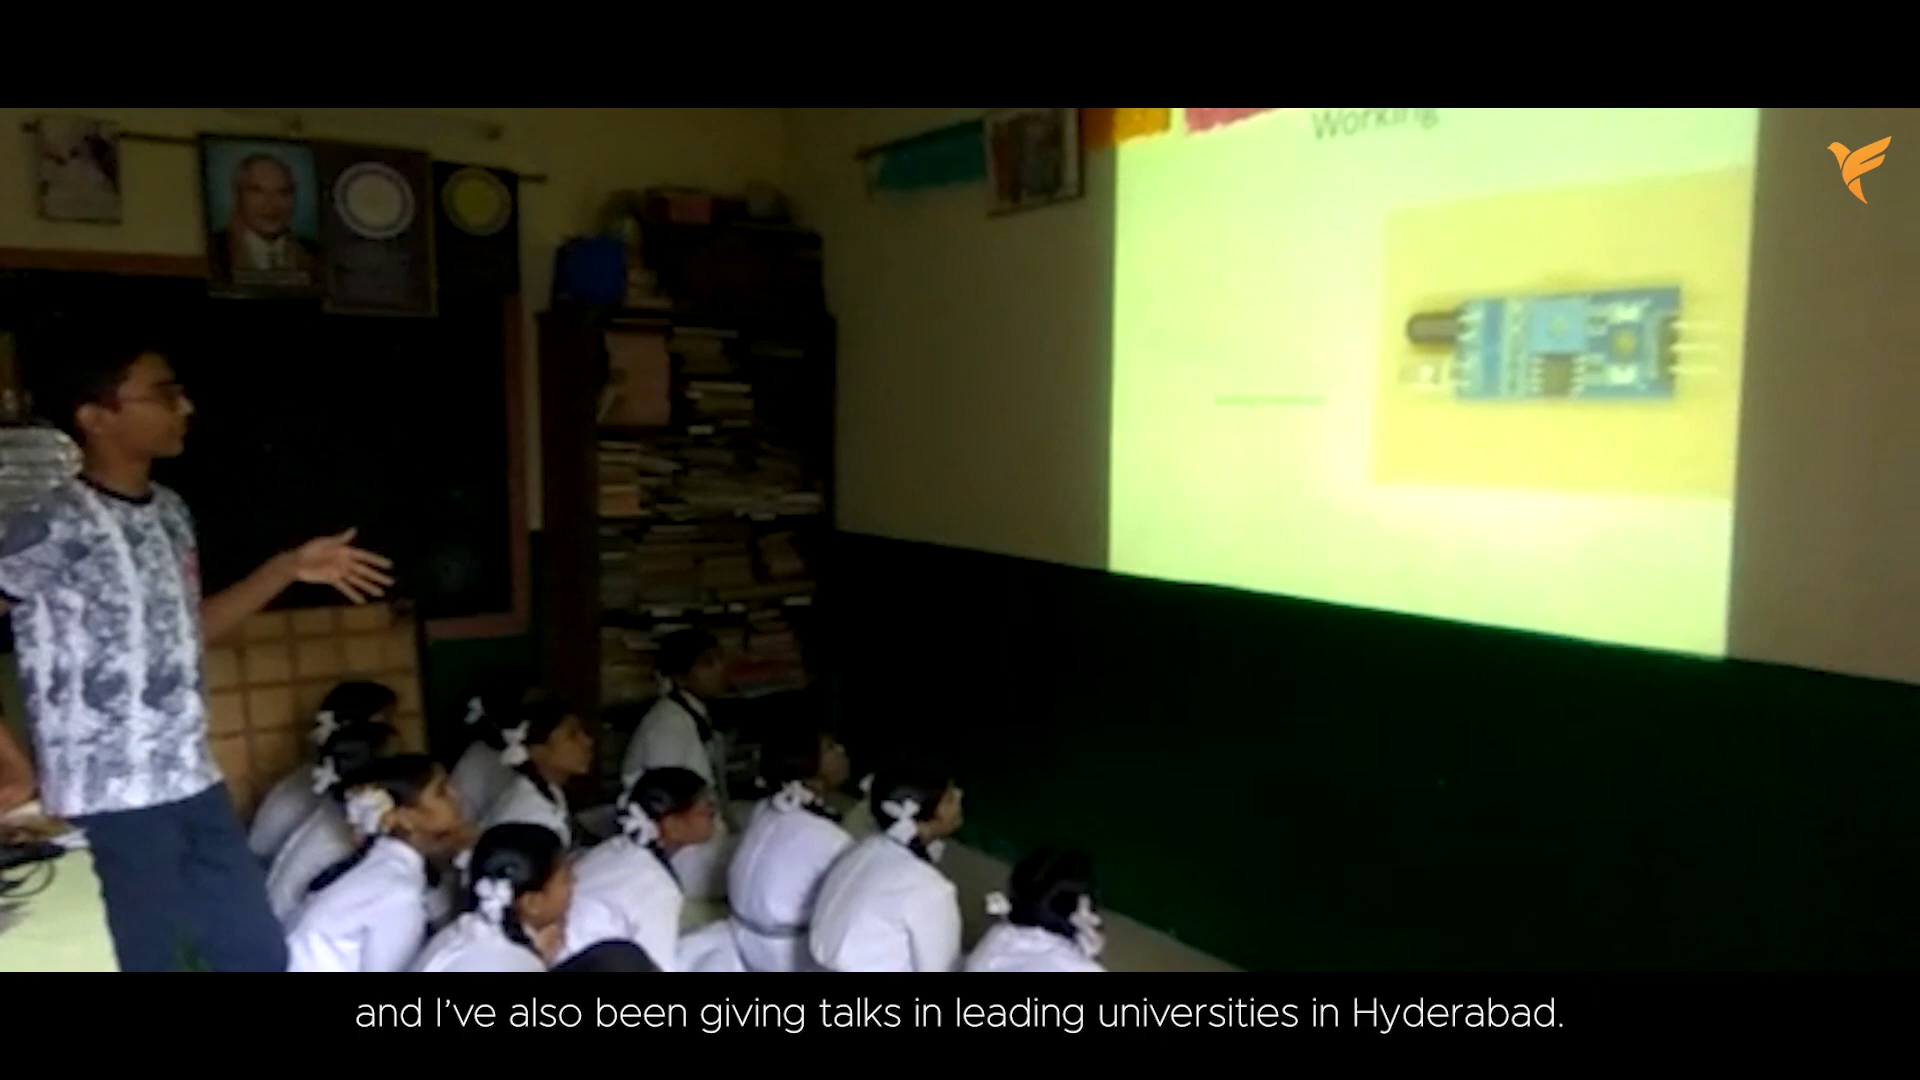 Working
and I've also been giving talks in leading universities in Hyderabad.